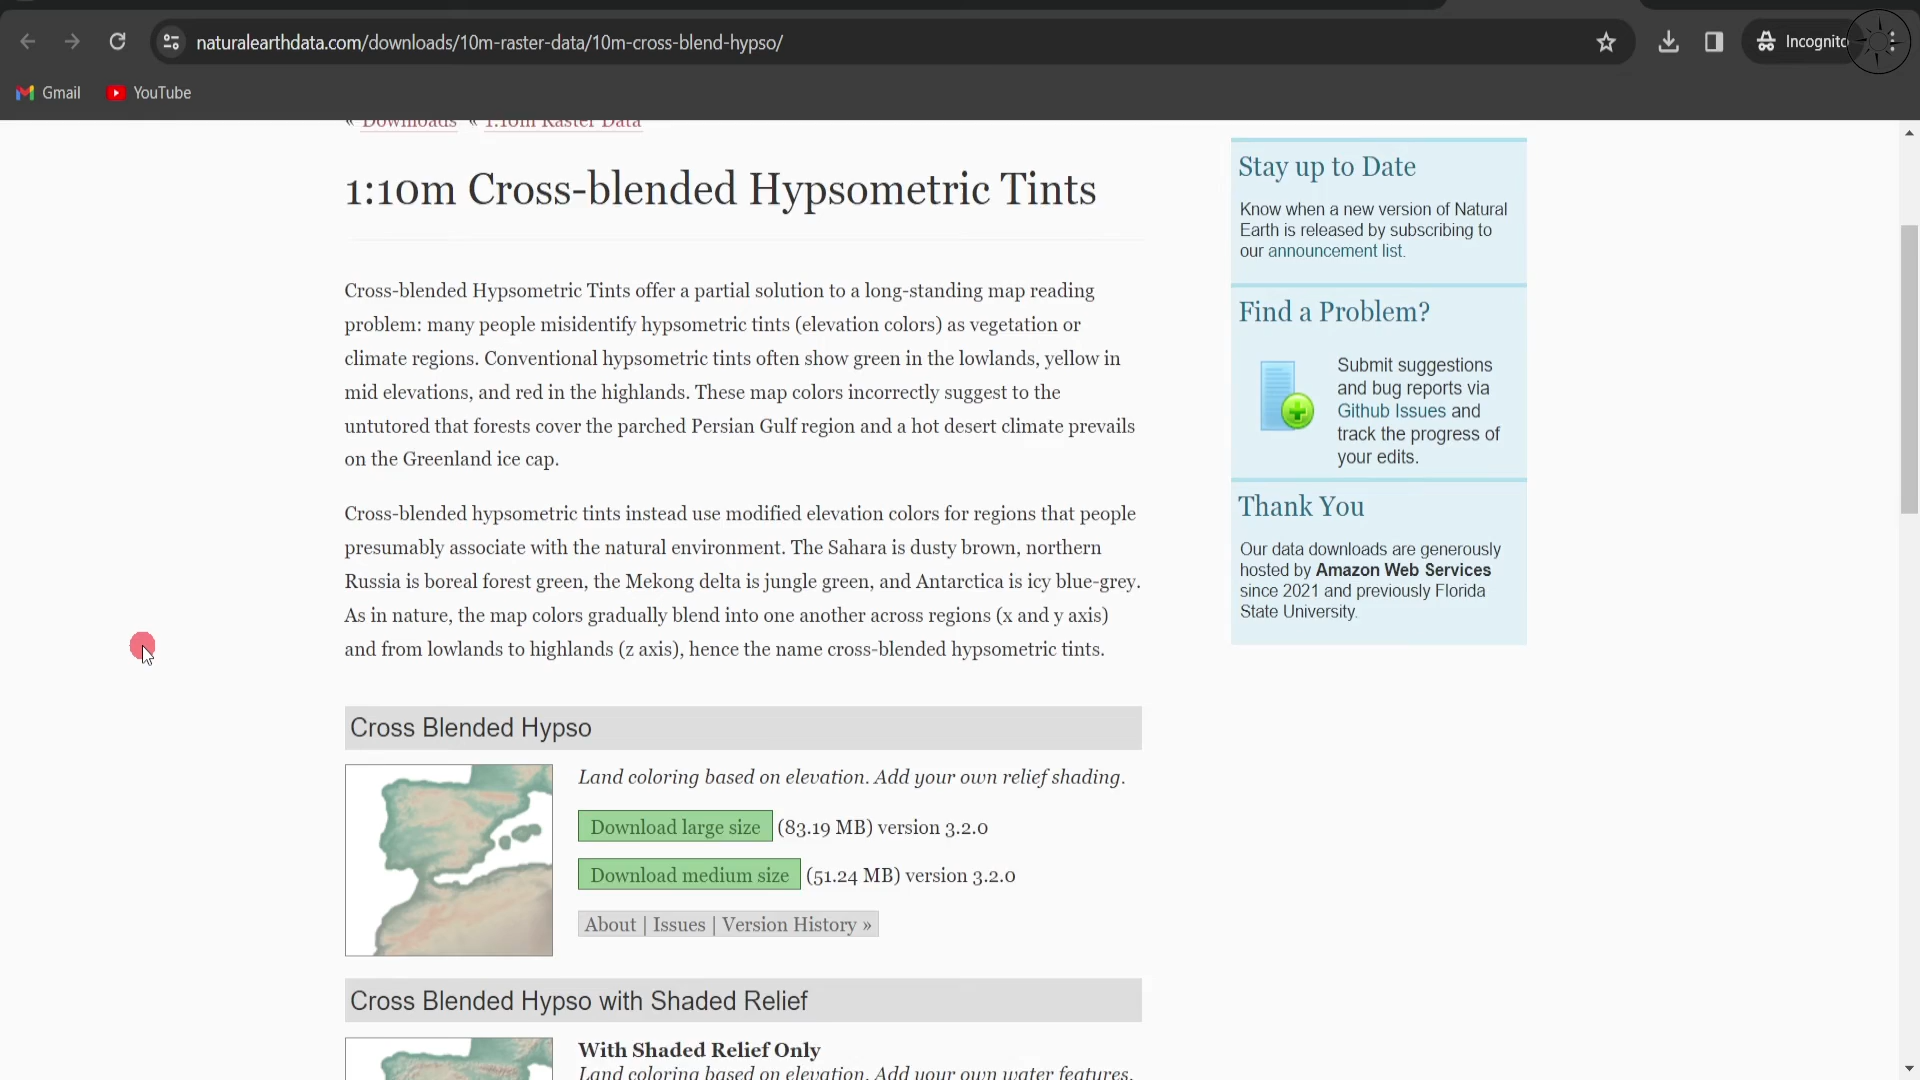 naturalearthdata.com/downloads/10m-raster-data/10m-cross-blend-hypso/
Incognito
Gmail YouTube
« Downloads « 1:10m Raster Data
1:10m Cross-blended Hypsometric Tints
Cross-blended Hypsometric Tints offer a partial solution to a long-standing map reading
problem: many people misidentify hypsometric tints (elevation colors) as vegetation or
climate regions. Conventional hypsometric tints often show green in the lowlands, yellow in
mid elevations, and red in the highlands. These map colors incorrectly suggest to the
untutored that forests cover the parched Persian Gulf region and a hot desert climate prevails
on the Greenland ice cap.
Cross-blended hypsometric tints instead use modified elevation colors for regions that people
presumably associate with the natural environment. The Sahara is dusty brown, northern
Russia is boreal forest green, the Mekong delta is jungle green, and Antarctica is icy blue-grey.
As in nature, the map colors gradually blend into one another across regions (x and y axis)
and from lowlands to highlands (z axis), hence the name cross-blended hypsometric tints.
Cross Blended Hypso
Land coloring based on elevation. Add your own relief shading.
Download large size (83.19 MB) version 3.2.0
Download medium size (51.24 MB) version 3.2.0
About | Issues | Version History »
Cross Blended Hypso with Shaded Relief
With Shaded Relief Only
Land coloring based on elevation. Add your own water features.
Stay up to Date
Know when a new version of Natural
Earth is released by subscribing to
our announcement list.
Find a Problem?
Submit suggestions
and bug reports via
Github Issues and
track the progress of
your edits.
Thank You
Our data downloads are generously
hosted by Amazon Web Services
since 2021 and previously Florida
State University.